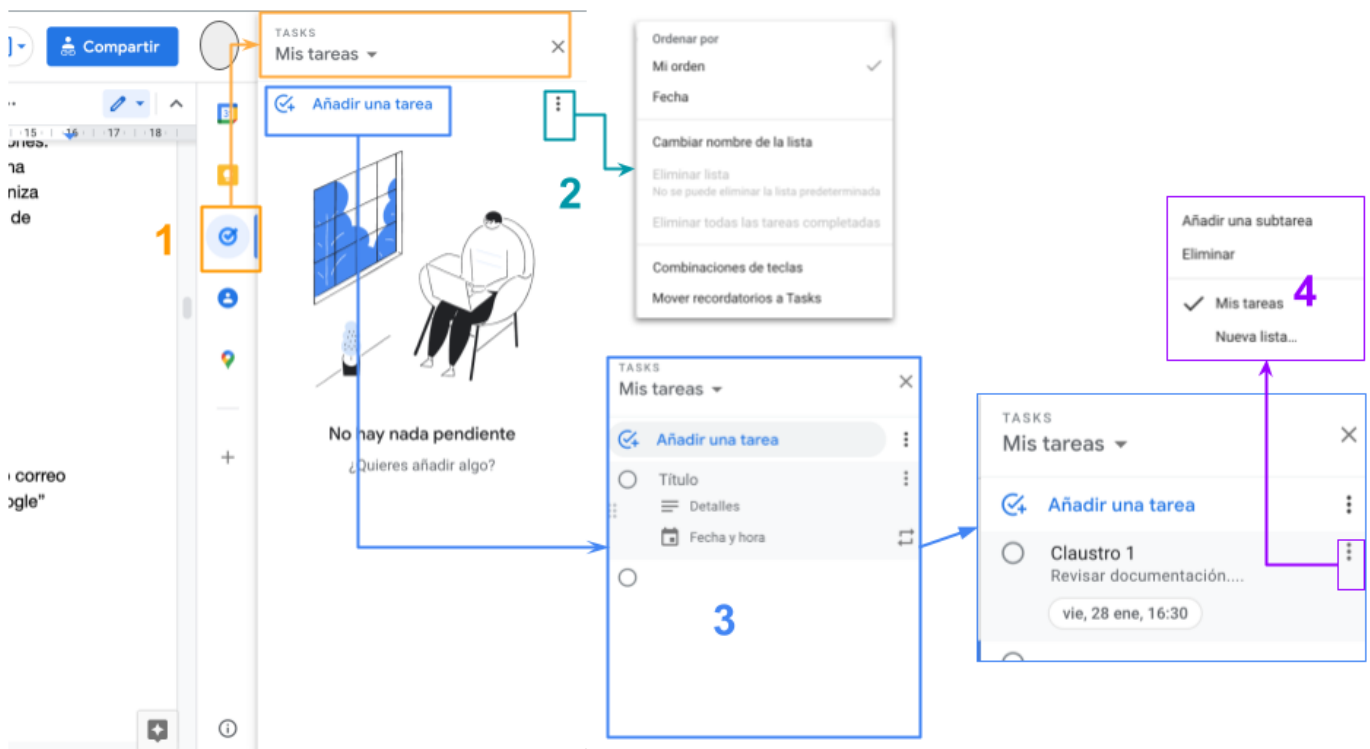 Compartir
15 16 17 18
ones.
na
niza
de
correo
ogle”
1
31
TASKS
Mis tareas
Añadir una tarea
No hay nada pendiente
¿Quieres añadir algo?
2
Ordenar por
Mi orden
Fecha
Cambiar nombre de la lista
Eliminar lista
No se puede eliminar la lista predeterminada
Eliminar todas las tareas completadas
Combinaciones de teclas
Mover recordatorios a Tasks
TASKS
Mis tareas
Añadir una tarea
Título
Detalles
Fecha y hora
3
TASKS
Mis tareas
Añadir una tarea
Claustro 1
Revisar documentación....
vie, 28 ene, 16:30
Añadir una subtarea
Eliminar
Mis tareas
Nueva lista...
4